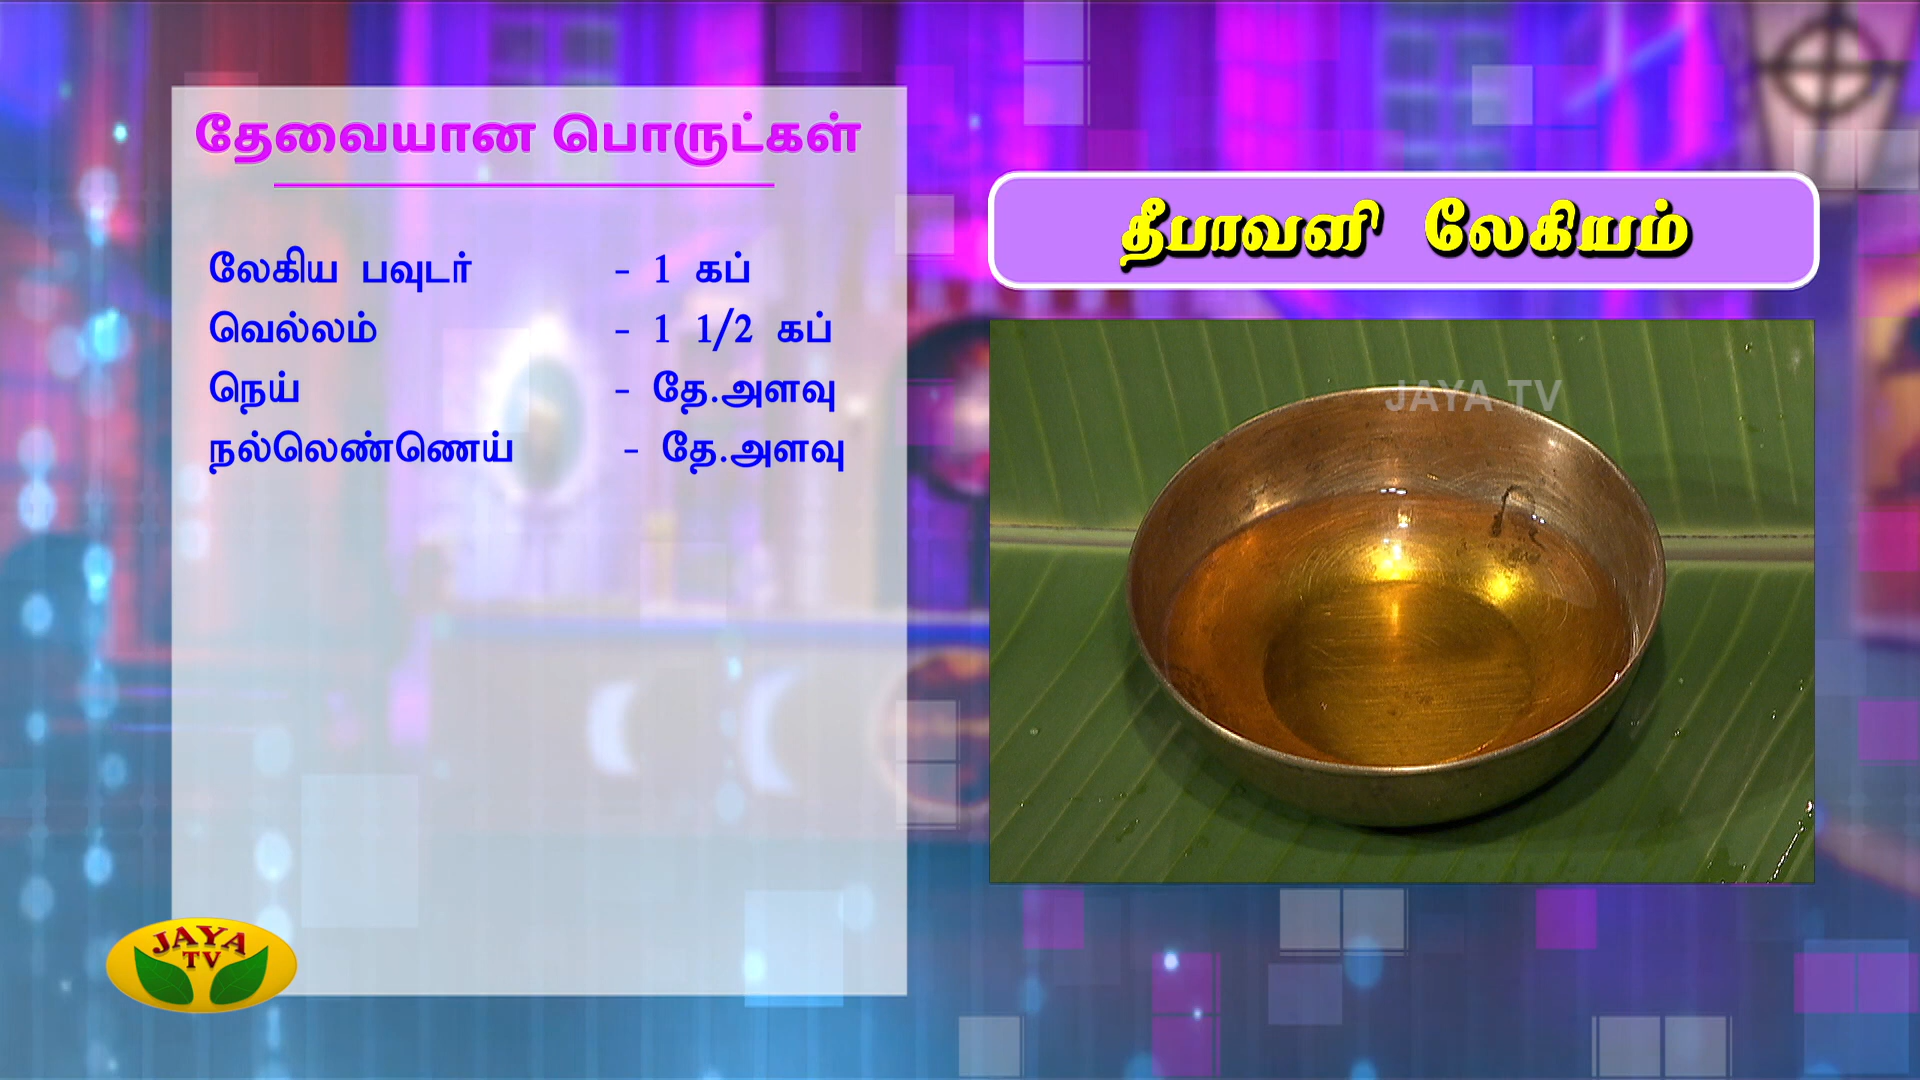 தேவையான பொருட்கள்
லேகிய பவுடர் - 1 கப்
வெல்லம் - 1 1/2 கப்
நெய் - தே.அளவு
நல்லெண்ணெய் - தே.அளவு
தீபாவளி லேகியம்
JAYA TV
JAYA
TV